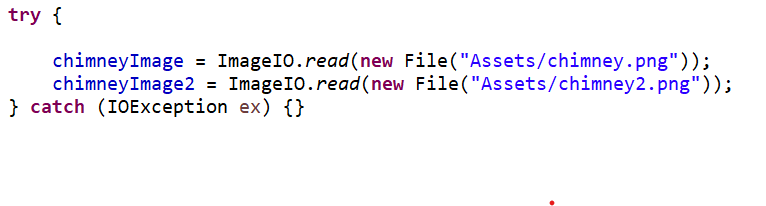 try {
chimneyImage = ImageIO.read(new File("Assets/chimney.png"));
chimneyImage2 = ImageIO.read(new File("Assets/chimney2.png"));
} catch (IOException ex) {}